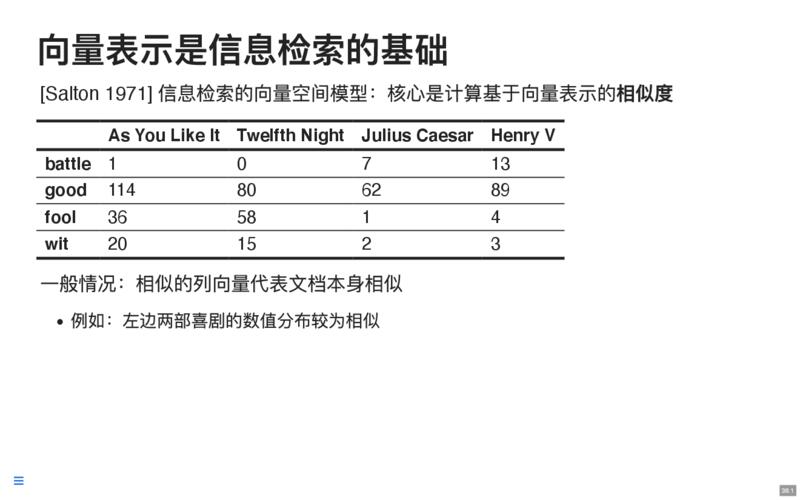 向量表示是信息检索的基础
[Salton 1971] 信息检索的向量空间模型：核心是计算基于向量表示的相似度
As You Like It Twelfth Night Julius Caesar Henry V
battle 1 0 7 13
good 114 80 62 89
fool 36 58 1 4
wit 20 15 2 3
一般情况：相似的列向量代表文档本身相似
• 例如：左边两部喜剧的数值分布较为相似